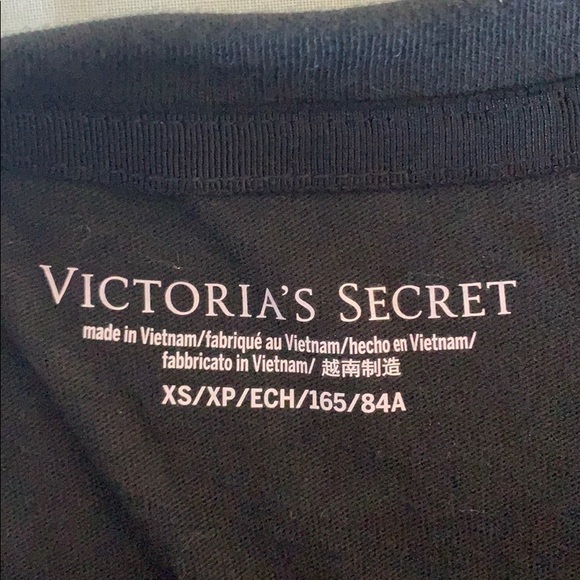 VICTORIA'S SECRET
made in Vietnam/fabriqué au Vietnam/hecho en Vietnam/
fabbricato in Vietnam/ 越南制造
XS/XP/ECH/165/84A